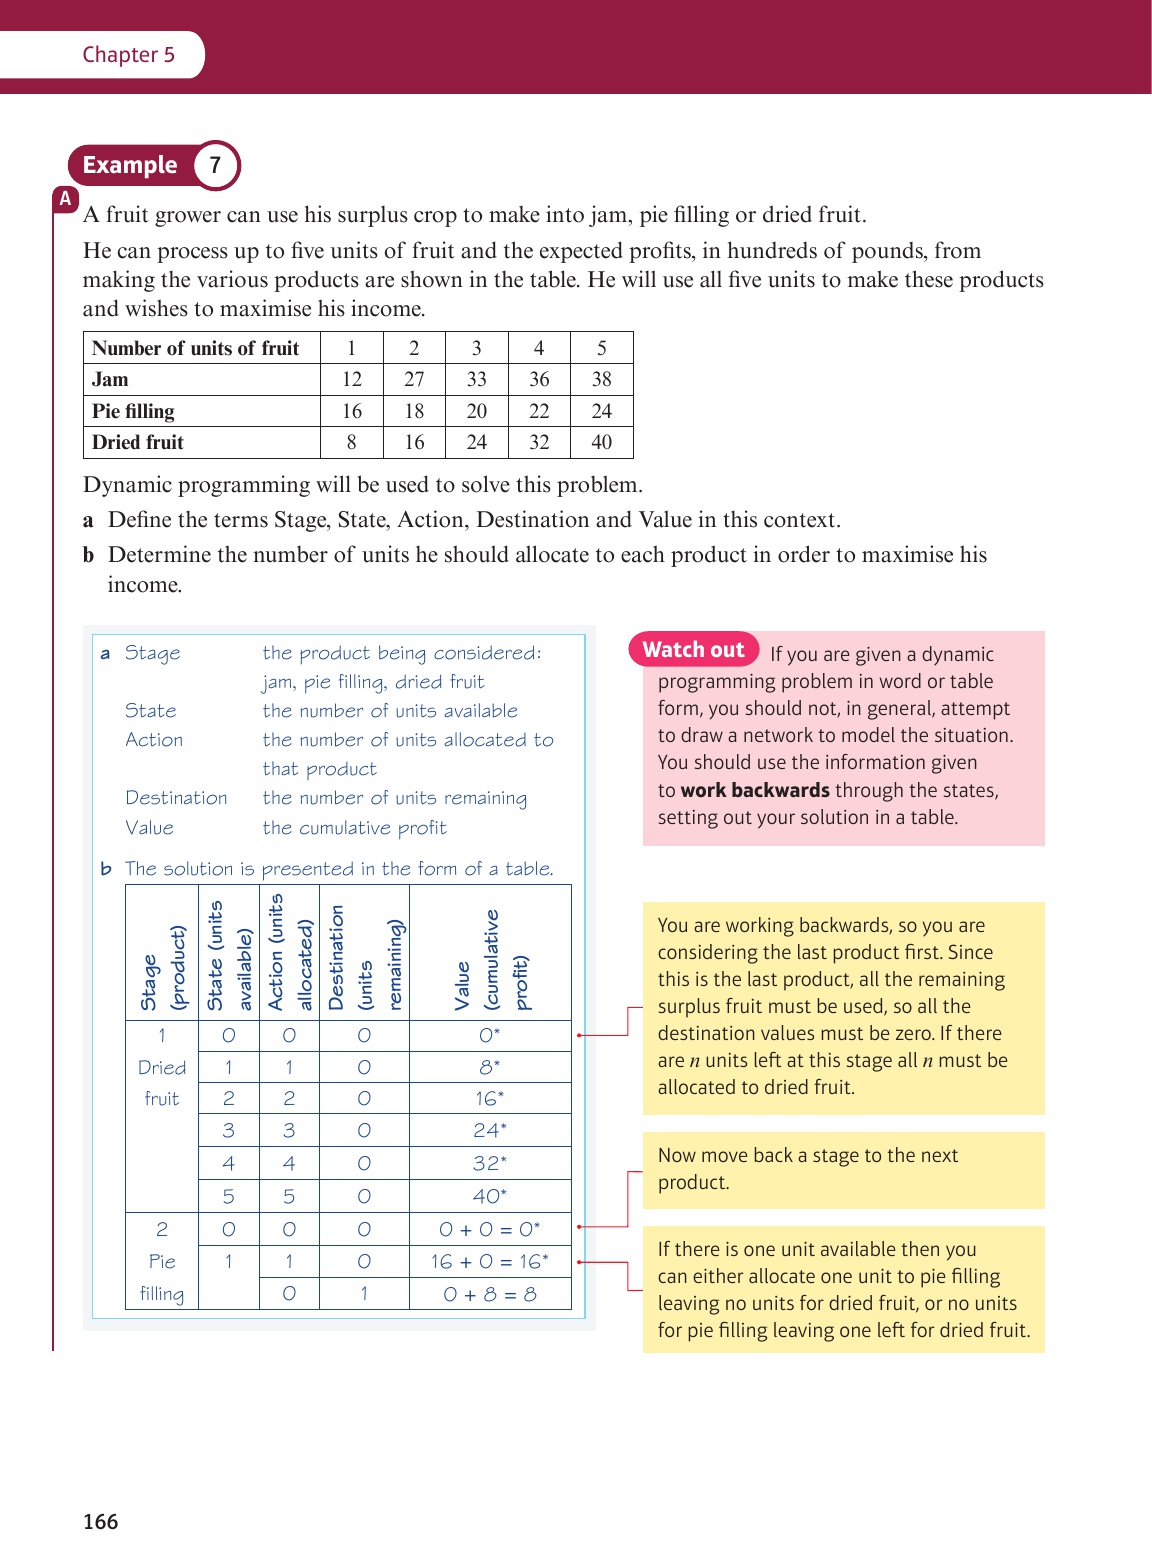 Chapter 5
Example 7
A
A fruit grower can use his surplus crop to make into jam, pie filling or dried fruit.
He can process up to five units of fruit and the expected profits, in hundreds of pounds, from
making the various products are shown in the table. He will use all five units to make these products
and wishes to maximise his income.
Number of units of fruit 1 2 3 4 5
Jam 12 27 33 36 38
Pie filling 16 18 20 22 24
Dried fruit 8 16 24 32 40
Dynamic programming will be used to solve this problem.
a Define the terms Stage, State, Action, Destination and Value in this context.
b Determine the number of units he should allocate to each product in order to maximise his
income.
a Stage the product being considered:
jam, pie filling, dried fruit
State the number of units available
Action the number of units allocated to
that product
Destination the number of units remaining
Value the cumulative profit
b The solution is presented in the form of a table.
Stage
(product)
State (units
available)
Action (units
allocated)
Destination
(units
remaining)
Value
(cumulative
profit)
1 0 0 0 0*
Dried 1 1 0 8*
fruit 2 2 0 16*
3 3 0 24*
4 4 0 32*
5 5 0 40*
2 0 0 0 0 + 0 = 0*
Pie 1 1 0 16 + 0 = 16*
filling 0 1 0 + 8 = 8
Watch out If you are given a dynamic
programming problem in word or table
form, you should not, in general, attempt
to draw a network to model the situation.
You should use the information given
to work backwards through the states,
setting out your solution in a table.
You are working backwards, so you are
considering the last product first. Since
this is the last product, all the remaining
surplus fruit must be used, so all the
destination values must be zero. If there
are n units left at this stage all n must be
allocated to dried fruit.
Now move back a stage to the next
product.
If there is one unit available then you
can either allocate one unit to pie filling
leaving no units for dried fruit, or no units
for pie filling leaving one left for dried fruit.
166